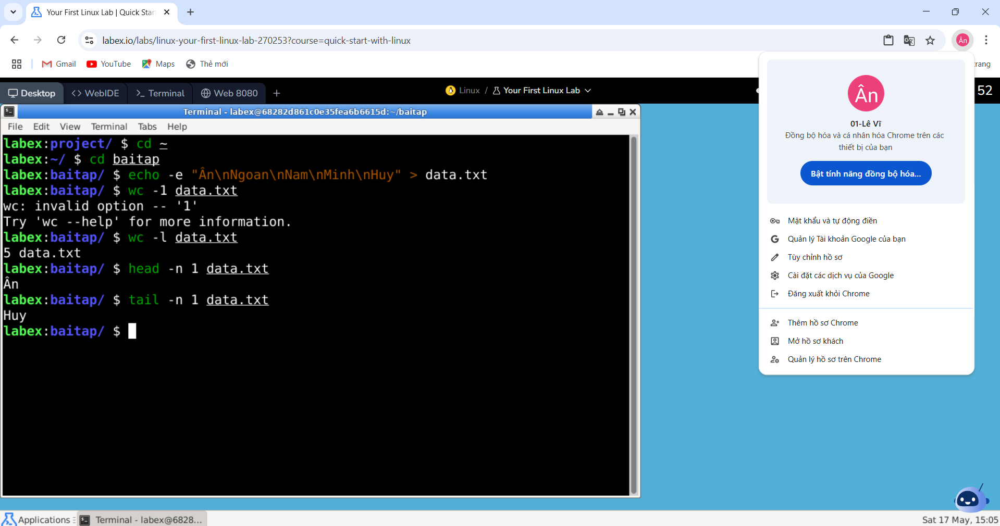 Your First Linux Lab | Quick Star
labex.io/labs/linux-your-first-linux-lab-270253?course=quick-start-with-linux
Ân
Gmail
YouTube
Maps
Thẻ mới
trang
Desktop
WebIDE
Terminal
Web 8080
Linux / Your First Linux Lab
52
Terminal - labex@68282d861c0e35fea6b6615d:~/baitap
File Edit View Terminal Tabs Help
labex:project/ $ cd ~
labex:~/ $ cd baitap
labex:baitap/ $ echo -e "Ân\nNgoan\nNam\nMinh\nHuy" > data.txt
labex:baitap/ $ wc -1 data.txt
wc: invalid option -- '1'
Try 'wc --help' for more information.
labex:baitap/ $ wc -l data.txt
5 data.txt
labex:baitap/ $ head -n 1 data.txt
Ân
labex:baitap/ $ tail -n 1 data.txt
Huy
labex:baitap/ $
Ân
01-Lê Vĩ
Đồng bộ hóa và cá nhân hóa Chrome trên các
thiết bị của bạn
Bật tính năng đồng bộ hóa...
Mật khẩu và tự động điền
Quản lý Tài khoản Google của bạn
Tùy chỉnh hồ sơ
Cài đặt các dịch vụ của Google
Đăng xuất khỏi Chrome
Thêm hồ sơ Chrome
Mở hồ sơ khách
Quản lý hồ sơ trên Chrome
Applications
Terminal - labex@6828...
Sat 17 May, 15:05